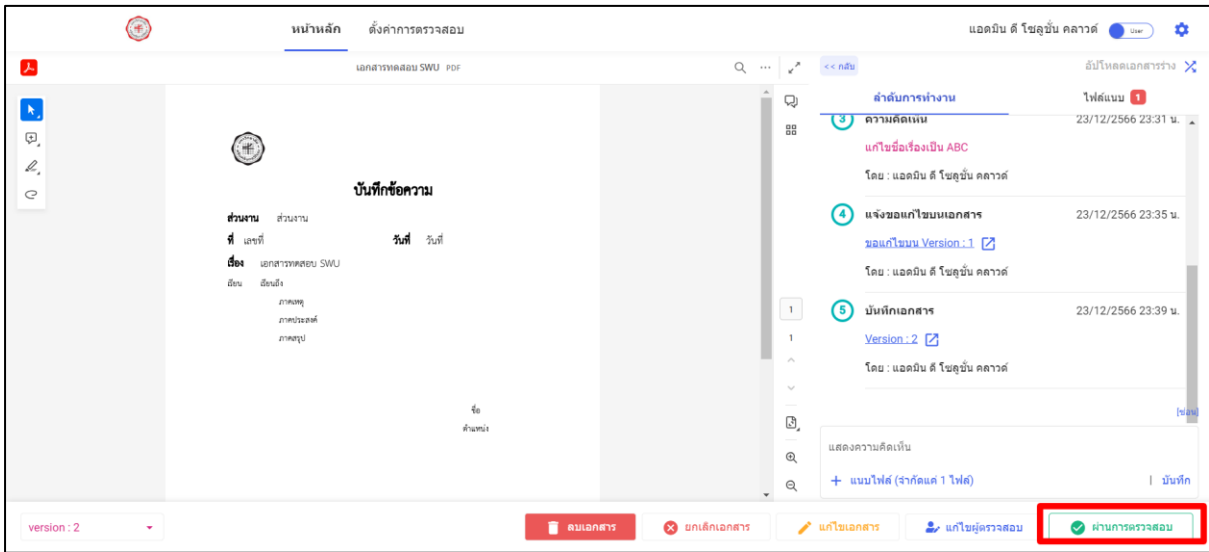 หน้าหลัก
ตั้งค่าการตรวจสอบ
แอดมิน ดี โซลูชั่น คลาวด์
User
เอกสารทดสอบ SWU PDF
<< กลับ
อัปโหลดเอกสารร่าง
ลำดับการทำงาน
ไฟล์แนบ 1
บันทึกข้อความ
ส่วนงาน ส่วนงาน
ที่ เลขที่
วันที่ วันที่
เรื่อง เอกสารทดสอบ SWU
เรียน เรียนถึง
ภาคเหตุ
ภาคประสงค์
ภาคสรุป
ชื่อ
ตำแหน่ง
1
1
3 ความคิดเห็น 23/12/2566 23:31 น.
แก้ไขชื่อเรื่องเป็น ABC
โดย : แอดมิน ดี โซลูชั่น คลาวด์
4 แจ้งขอแก้ไขบนเอกสาร 23/12/2566 23:35 น.
ขอแก้ไขบน Version : 1
โดย : แอดมิน ดี โซลูชั่น คลาวด์
5 บันทึกเอกสาร 23/12/2566 23:39 น.
Version : 2
โดย : แอดมิน ดี โซลูชั่น คลาวด์
[ซ่อน]
แสดงความคิดเห็น
+ แนบไฟล์ (จำกัดแค่ 1 ไฟล์)
| บันทึก
version : 2
ลบเอกสาร
ยกเลิกเอกสาร
แก้ไขเอกสาร
แก้ไขผู้ตรวจสอบ
ผ่านการตรวจสอบ